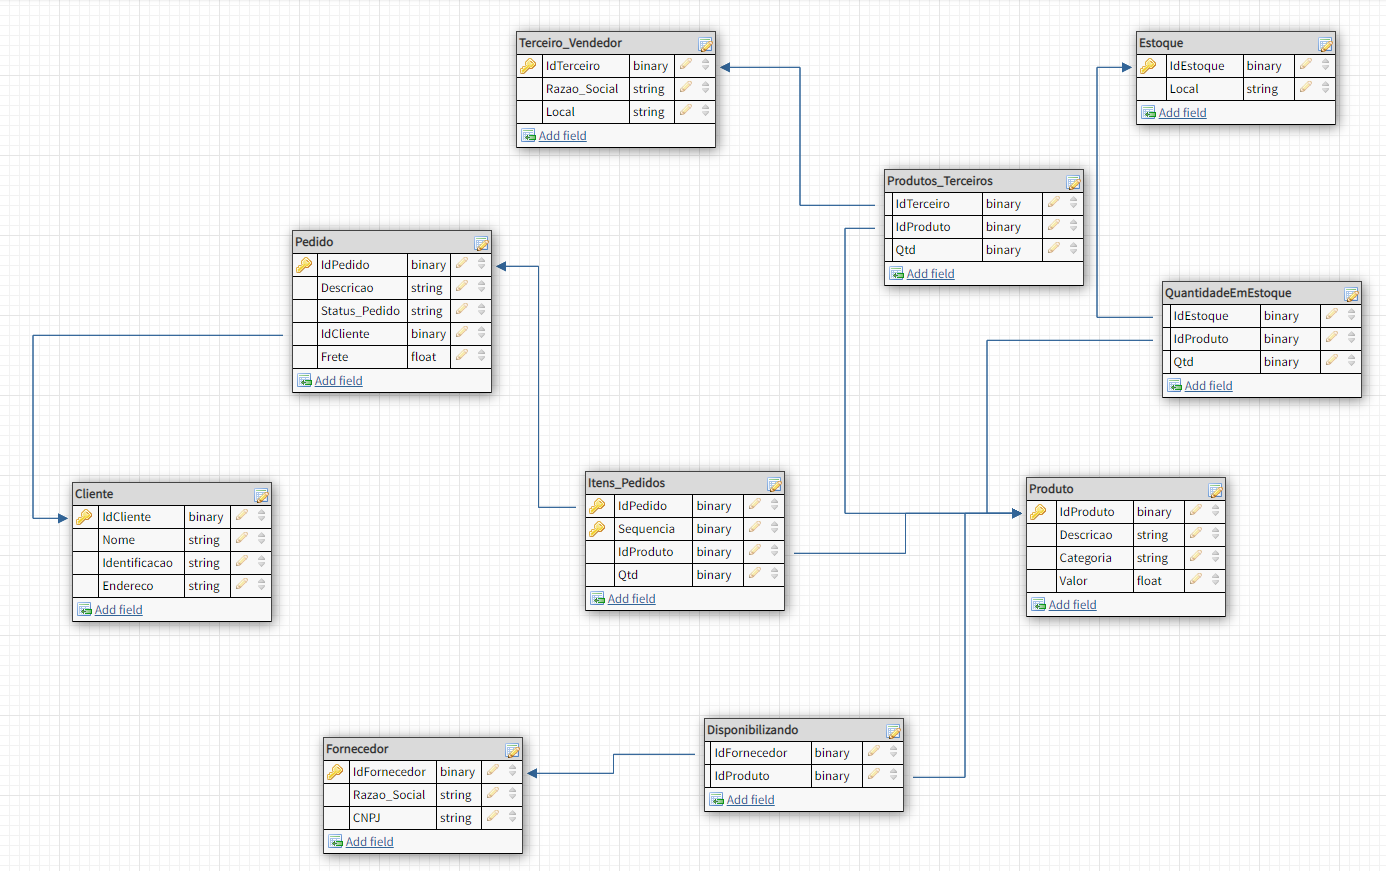 Terceiro_Vendedor
IdTerceiro binary
Razao_Social string
Local string
Add field
Estoque
IdEstoque binary
Local string
Add field
Produtos_Terceiros
IdTerceiro binary
IdProduto binary
Qtd binary
Add field
Pedido
IdPedido binary
Descricao string
Status_Pedido string
IdCliente binary
Frete float
Add field
QuantidadeEmEstoque
IdEstoque binary
IdProduto binary
Qtd binary
Add field
Cliente
IdCliente binary
Nome string
Identificacao string
Endereco string
Add field
Itens_Pedidos
IdPedido binary
Sequencia binary
IdProduto binary
Qtd binary
Add field
Produto
IdProduto binary
Descricao string
Categoria string
Valor float
Add field
Fornecedor
IdFornecedor binary
Razao_Social string
CNPJ string
Add field
Disponibilizando
IdFornecedor binary
IdProduto binary
Add field